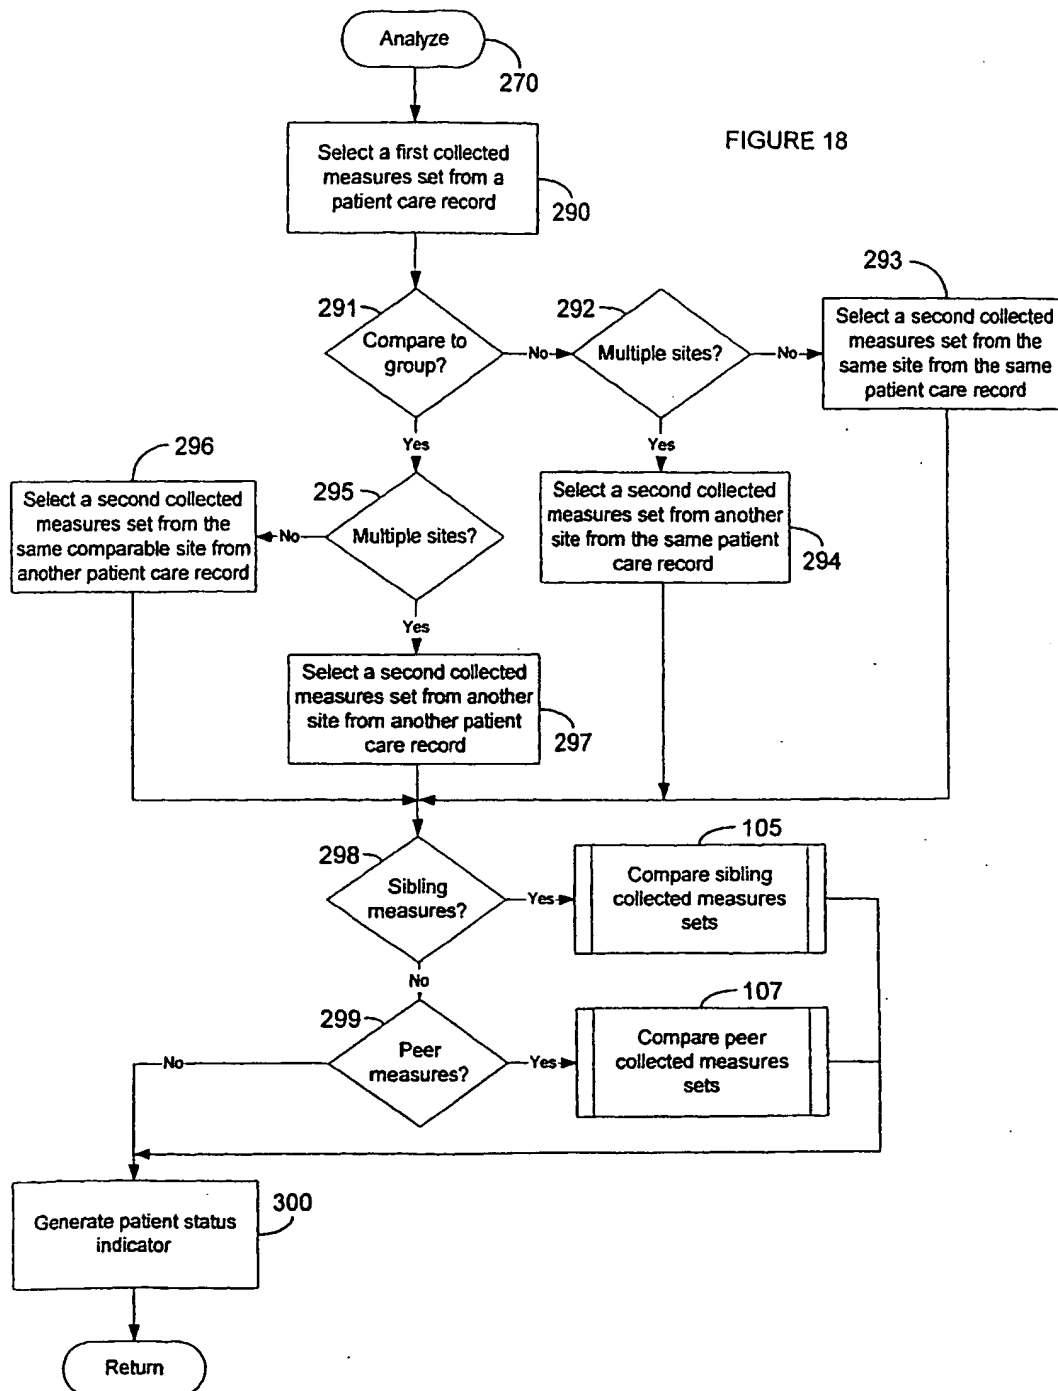 Analyze
270
FIGURE 18
Select a first collected
measures set from a
patient care record
290
293
291
Compare to
group?
No
292
Multiple sites?
No
Select a second collected
measures set from the
same site from the same
patient care record
Yes
Yes
296
Select a second collected
measures set from the
same comparable site from
another patient care record
No
295
Multiple sites?
Select a second collected
measures set from another
site from the same patient
care record
294
Yes
Select a second collected
measures set from another
site from another patient
care record
297
298
Sibling
measures?
Yes
105
Compare sibling
collected measures
sets
No
299
Peer
measures?
No
Yes
107
Compare peer
collected measures
sets
Generate patient status
indicator
300
Return